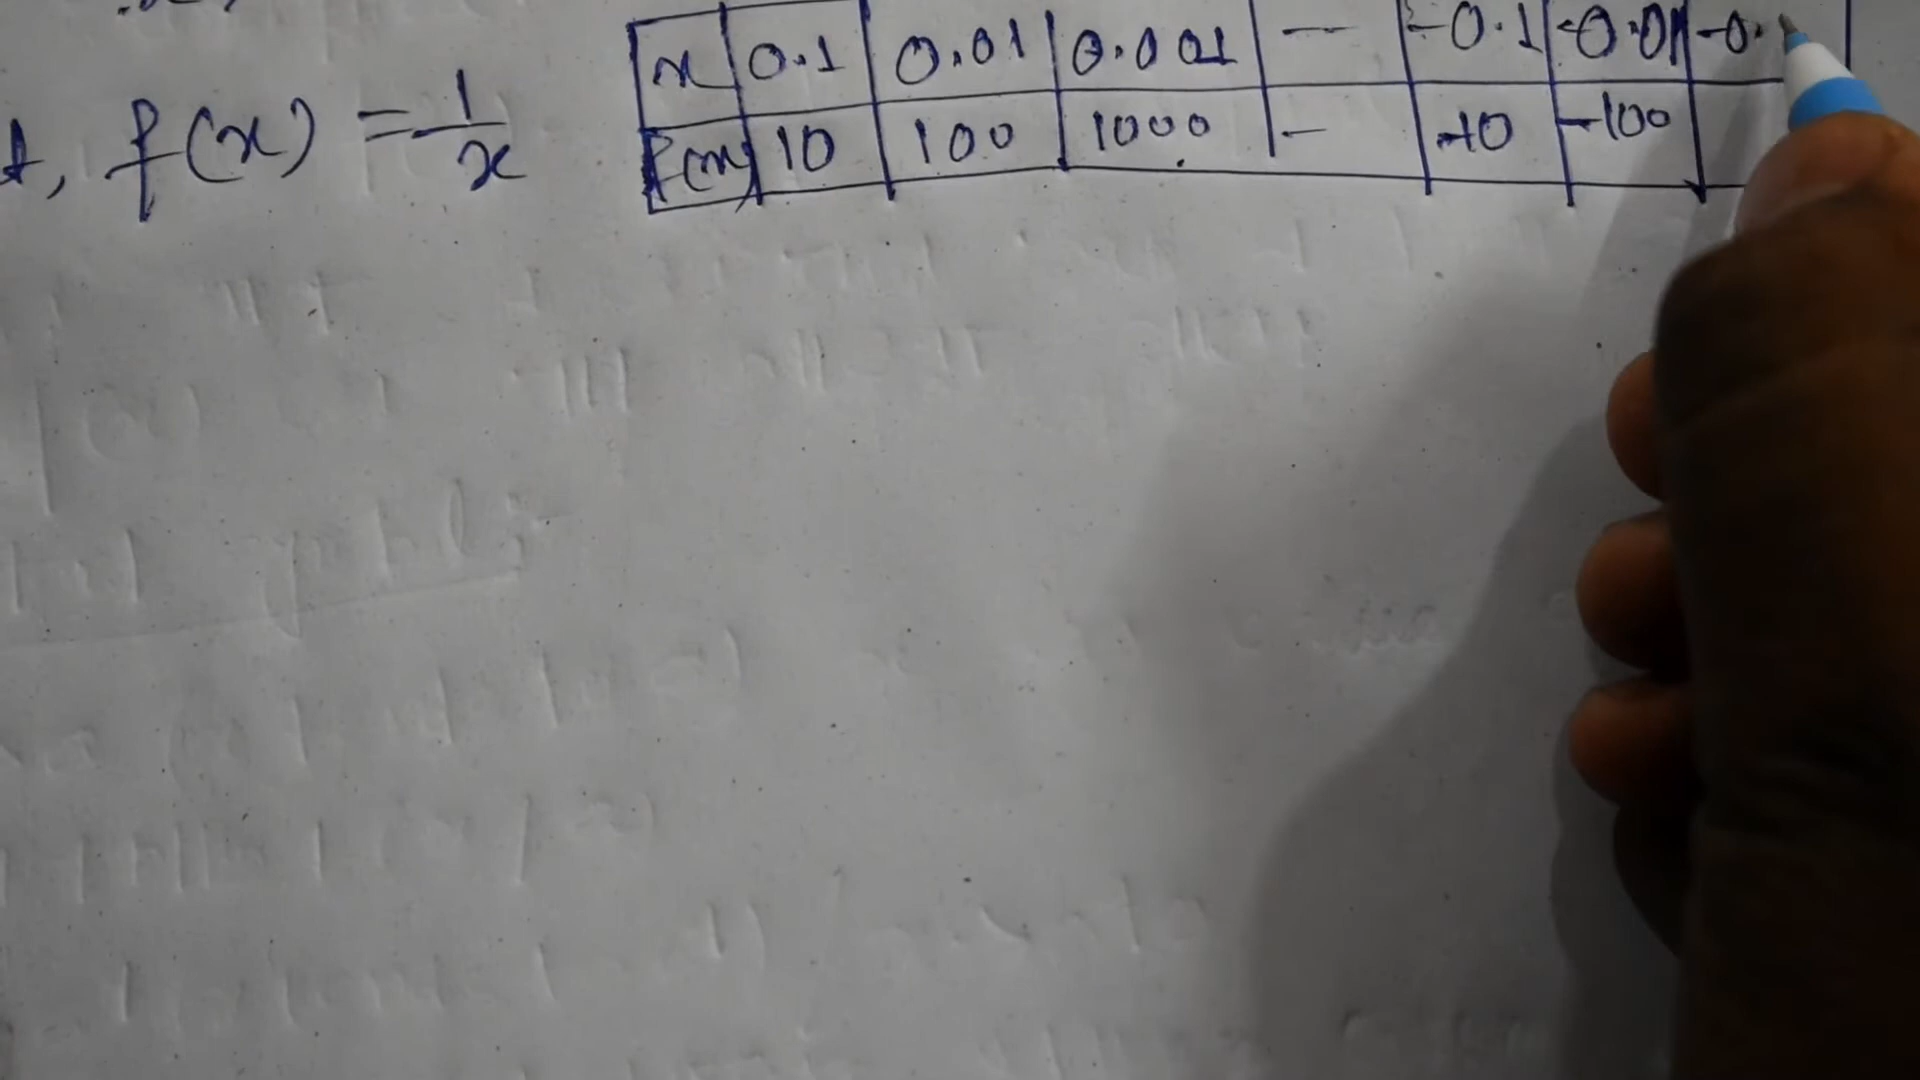 f(x) = 1/x
x 0.1 0.01 0.001 — -0.1 -0.01 -0.
f(x) 10 100 1000 - -10 -100